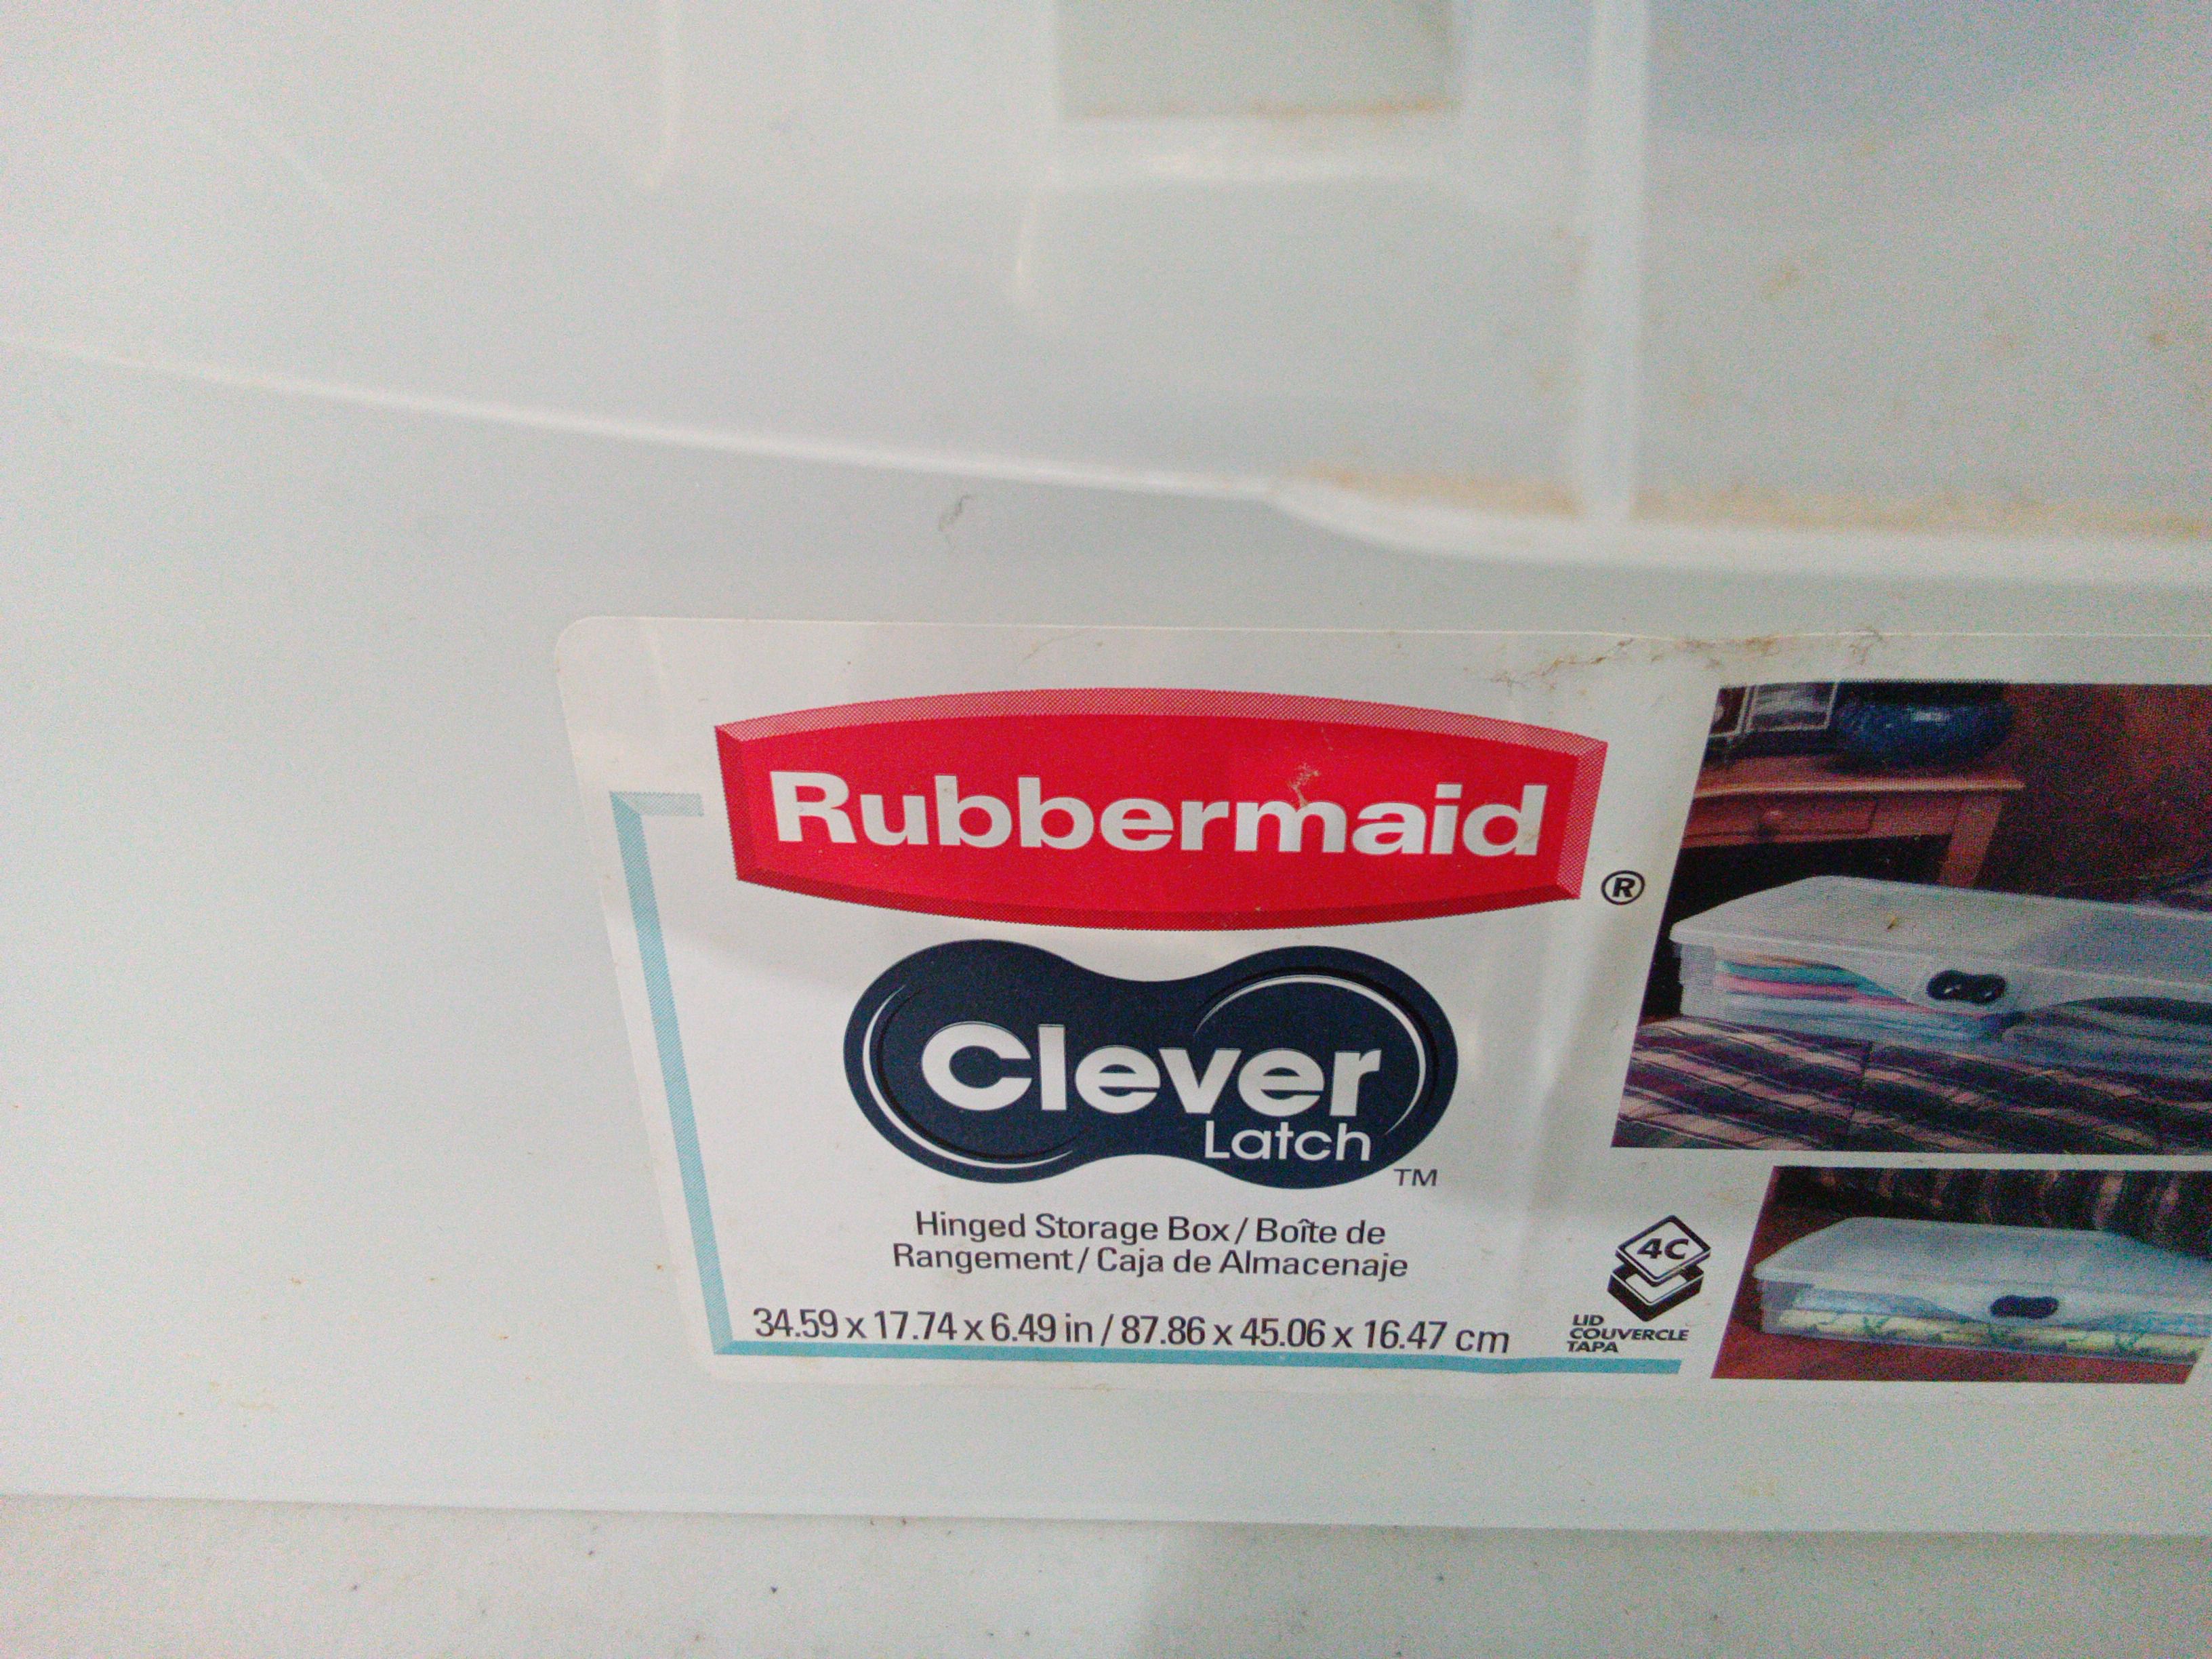 Rubbermaid
®
Clever
Latch
™
Hinged Storage Box / Boîte de
Rangement / Caja de Almacenaje
34.59 x 17.74 x 6.49 in / 87.86 x 45.06 x 16.47 cm
4C
LID
COUVERCLE
TAPA